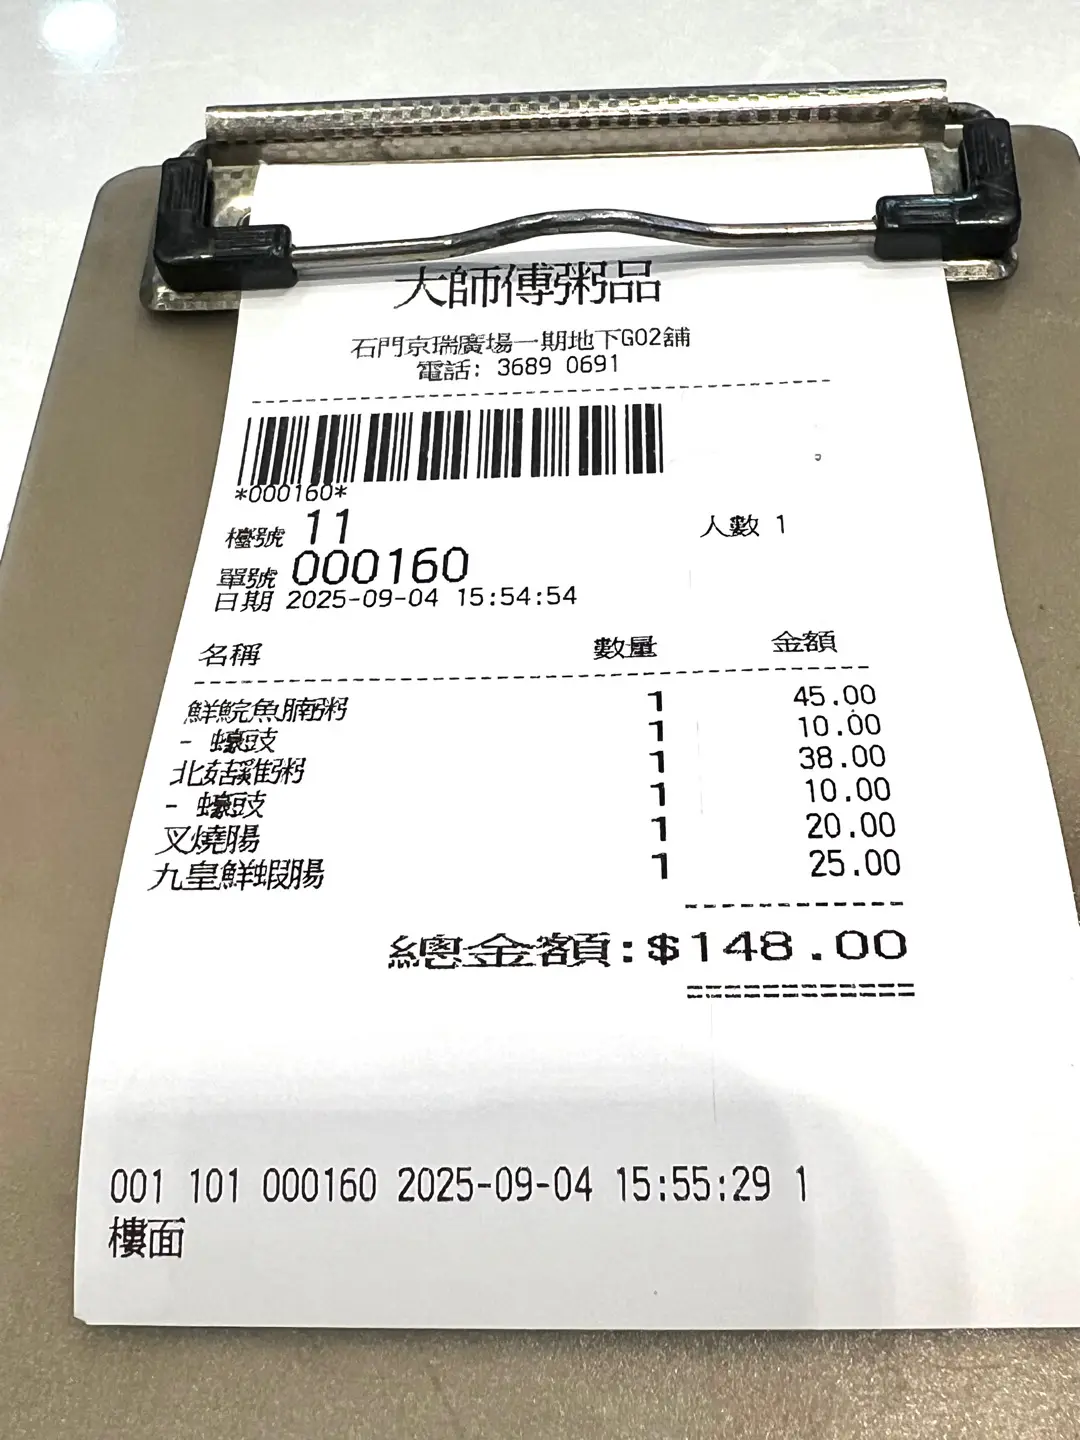 大師傅粥品
石門京瑞廣場一期地下G02舖
電話: 3689 0691
*000160*
檯號 11 人數 1
單號 000160
日期 2025-09-04 15:54:54
名稱 數量 金額
鮮鯇魚腩粥 1 45.00
- 蠔豉 1 10.00
北菇雞粥 1 38.00
- 蠔豉 1 10.00
叉燒腸 1 20.00
九皇鮮蝦腸 1 25.00
總金額:$148.00
001 101 000160 2025-09-04 15:55:29 1
樓面